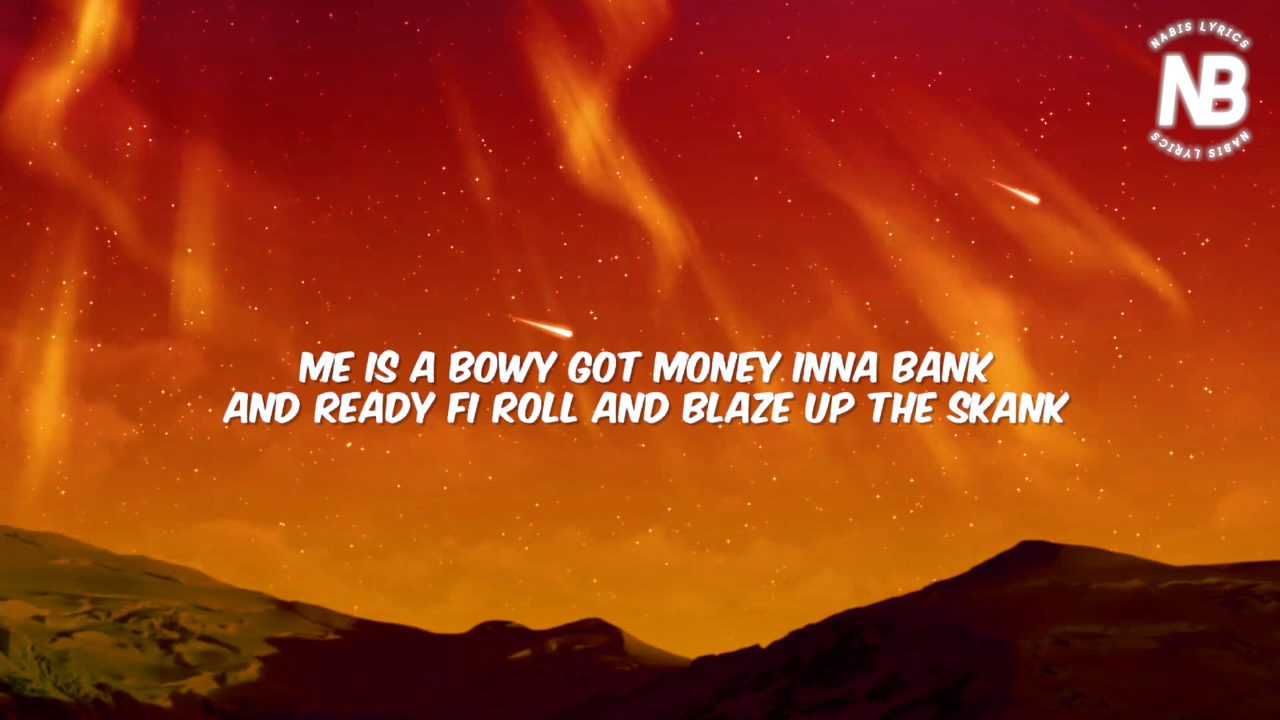 NABIS LYRICS
NB
NABIS LYRICS
ME IS A BOWY GOT MONEY INNA BANK
AND READY FI ROLL AND BLAZE UP THE SKANK